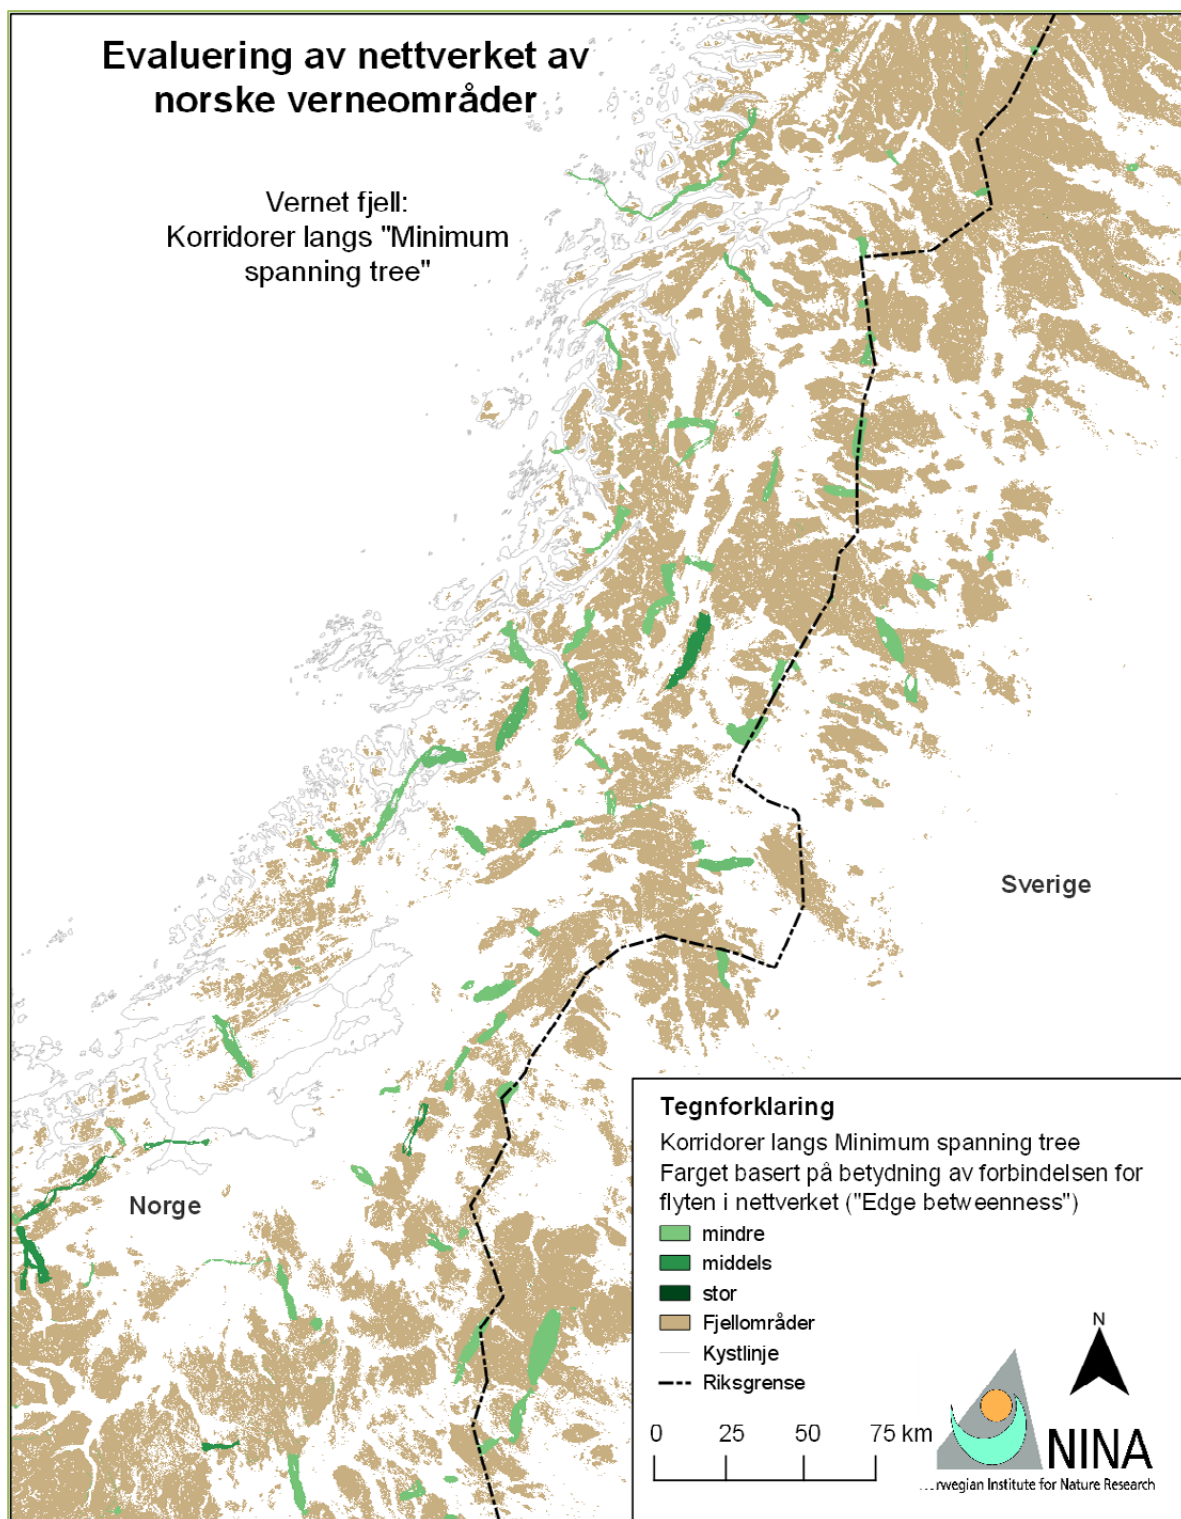 Evaluering av nettverket av
norske verneområder
Vernet fjell:
Korridorer langs "Minimum
spanning tree"
Sverige
Norge
Tegnforklaring
Korridorer langs Minimum spanning tree
Farget basert på betydning av forbindelsen for
flyten i nettverket ("Edge betweenness")
mindre
middels
stor
Fjellområder
Kystlinje
Riksgrense
0 25 50 75 km
N
NINA
Norwegian Institute for Nature Research